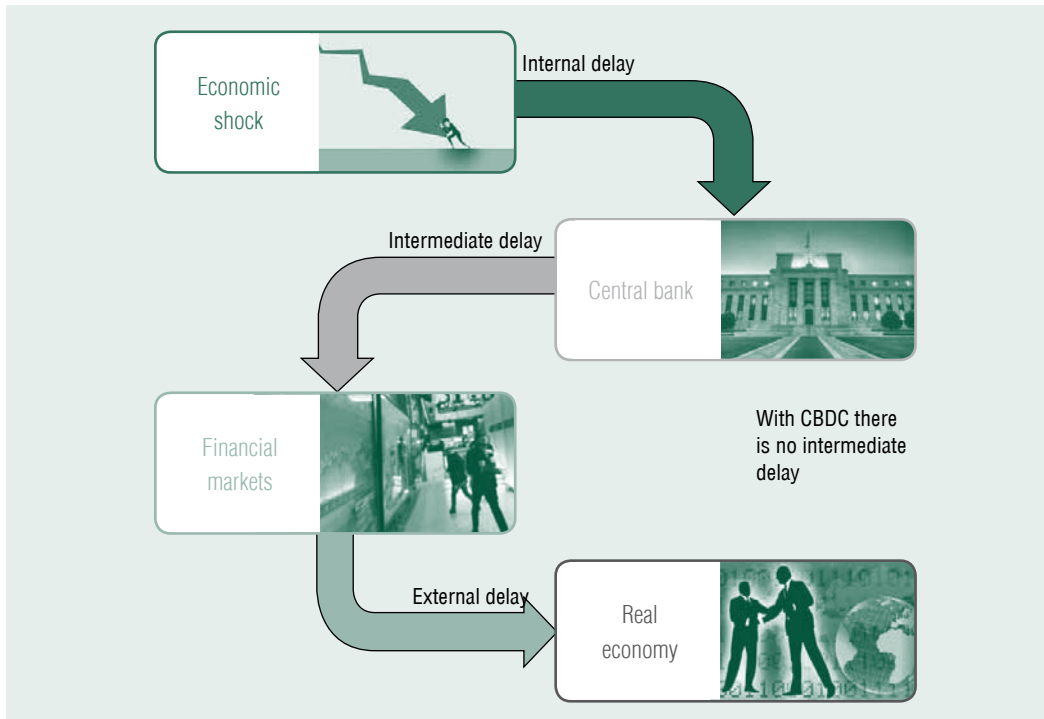 Economic
shock
Internal delay
Intermediate delay
Central bank
Financial
markets
With CBDC there
is no intermediate
delay
External delay
Real
economy